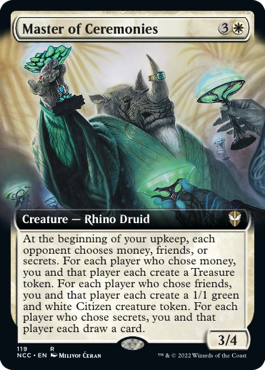 Master of Ceremonies 3
Creature — Rhino Druid
At the beginning of your upkeep, each
opponent chooses money, friends, or
secrets. For each player who chose money,
you and that player each create a Treasure
token. For each player who chose friends,
you and that player each create a 1/1 green
and white Citizen creature token. For each
player who chose secrets, you and that
player each draw a card.
3/4
119 R
NCC • EN Milivoj Ćeran
™ & © 2022 Wizards of the Coast